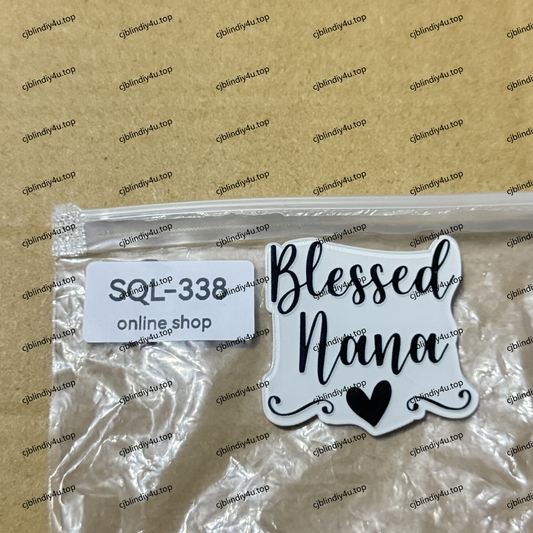 SQL-338
online shop
Blessed
Nana
cjblindiy4u.top